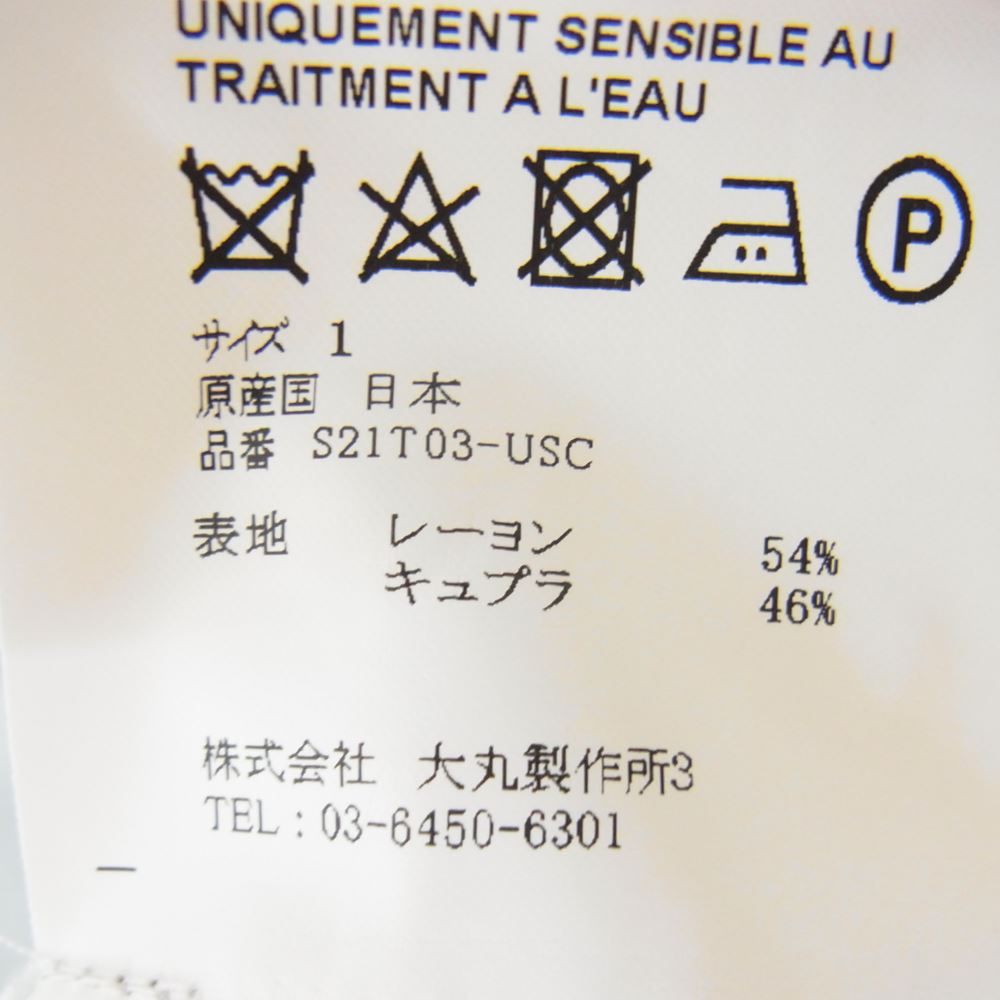 UNIQUEMENT SENSIBLE AU
TRAITMENT A L'EAU
P
サイズ 1
原産国 日本
品番 S21T03-USC
表地 レーヨン 54%
キュプラ 46%
株式会社 大丸製作所3
TEL:03-6450-6301